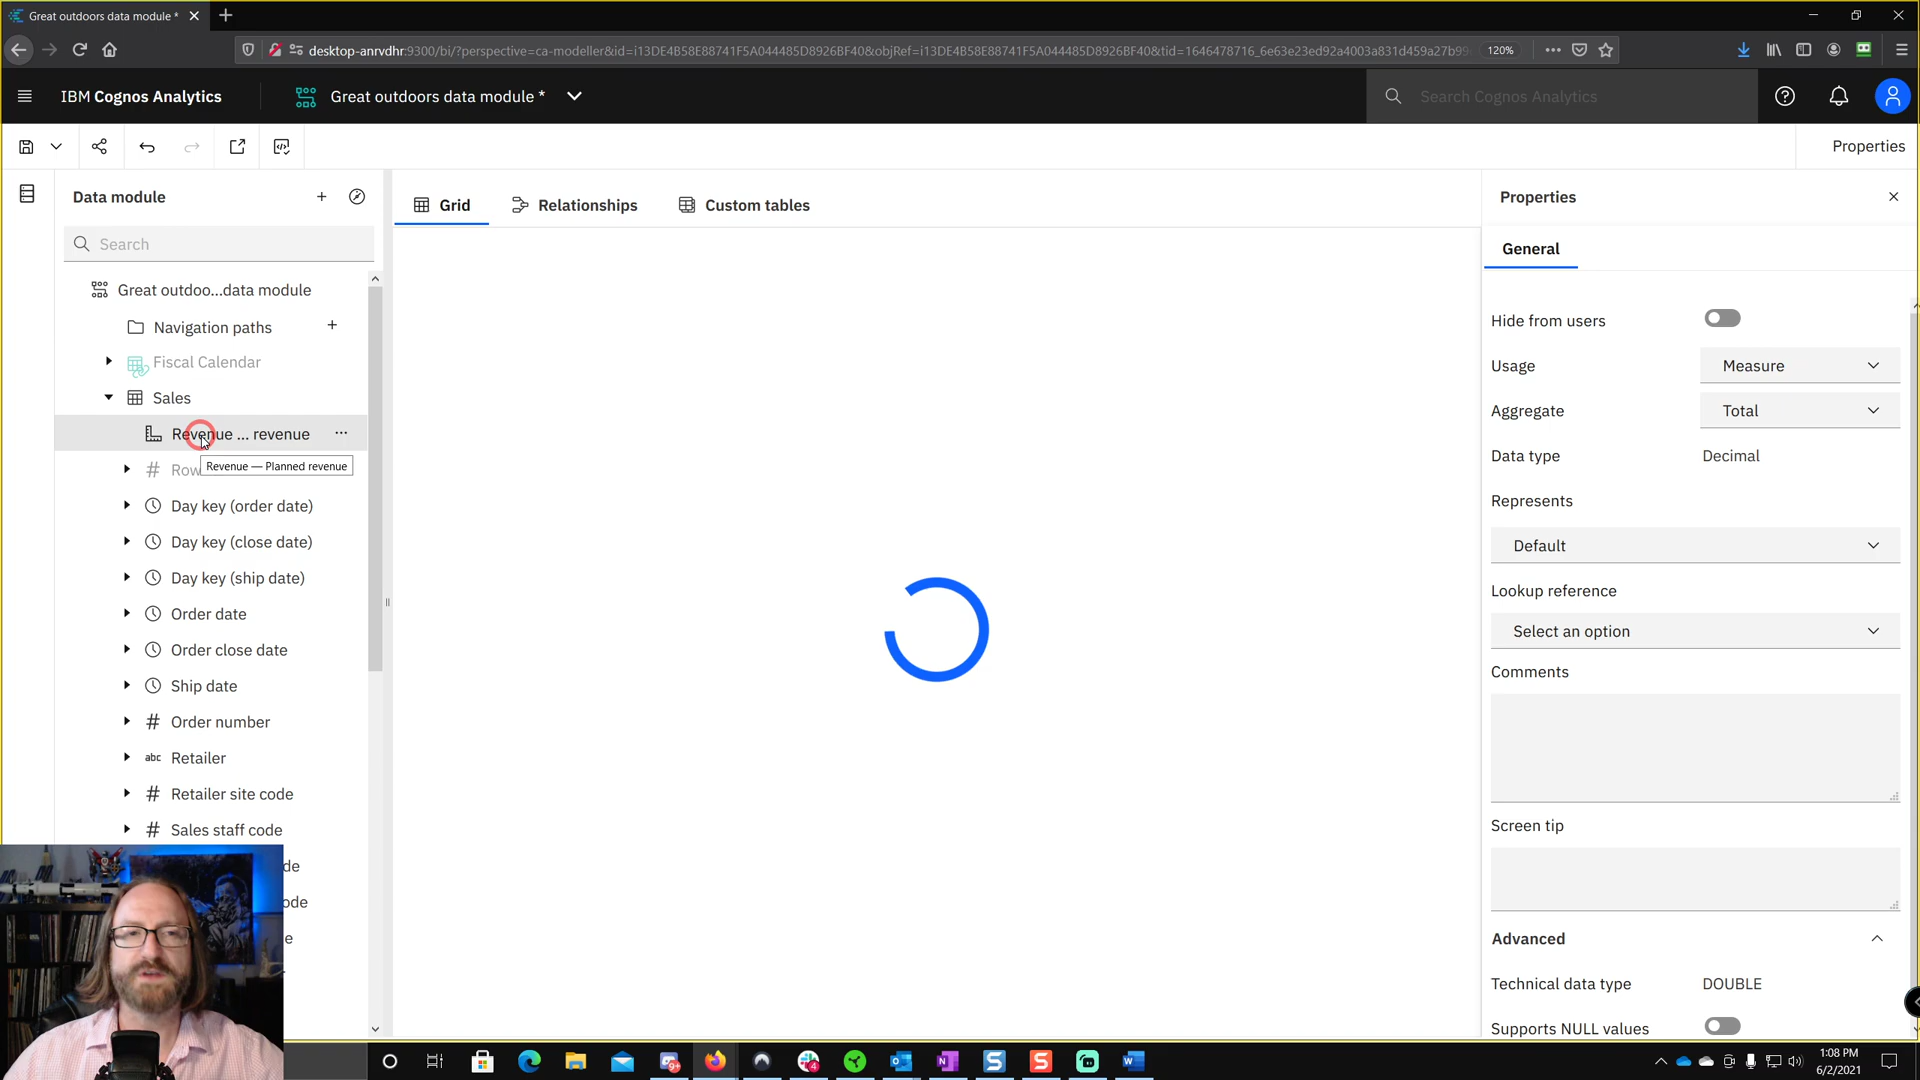 Great outdoors data module *
desktop-anrvdhr:9300/bi/?perspective=ca-modeller&id=i13DE4B58E88741F5A044485D8926BF40&objRef=i13DE4B58E88741F5A044485D8926BF40&tid=1646478716_6e63e23ed92a4003a831d459a27b99
120%
IBM Cognos Analytics
Great outdoors data module *
Search Cognos Analytics
Properties
Data module
Search
Great outdoo...data module
Navigation paths
Fiscal Calendar
Sales
Revenue ... revenue
Row
Revenue — Planned revenue
# Day key (order date)
Day key (close date)
Day key (ship date)
Order date
Order close date
Ship date
# Order number
abc Retailer
# Retailer site code
# Sales staff code
de
ode
e
Grid
Relationships
Custom tables
Properties
General
Hide from users
Usage Measure
Aggregate Total
Data type Decimal
Represents
Default
Lookup reference
Select an option
Comments
Screen tip
Advanced
Technical data type DOUBLE
Supports NULL values
1:08 PM
6/2/2021